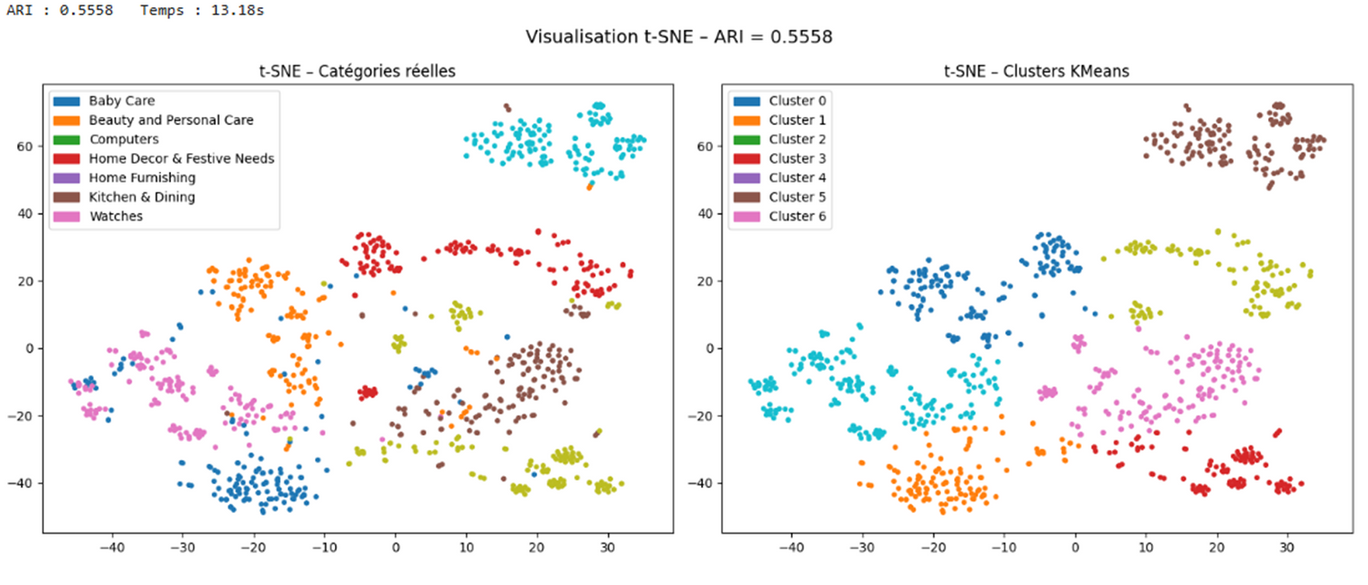 ARI : 0.5558   Temps : 13.18s
Visualisation t-SNE – ARI = 0.5558
t-SNE – Catégories réelles
Baby Care
Beauty and Personal Care
Computers
Home Decor & Festive Needs
Home Furnishing
Kitchen & Dining
Watches
60
40
20
0
−20
−40
−40 −30 −20 −10 0 10 20 30
t-SNE – Clusters KMeans
Cluster 0
Cluster 1
Cluster 2
Cluster 3
Cluster 4
Cluster 5
Cluster 6
60
40
20
0
−20
−40
−40 −30 −20 −10 0 10 20 30